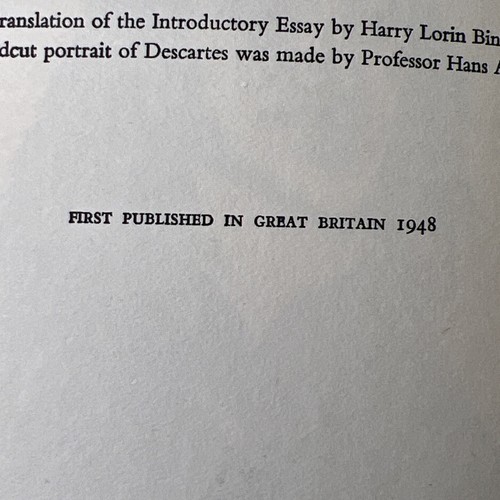 ranslation of the Introductory Essay by Harry Lorin Bin
dcut portrait of Descartes was made by Professor Hans A
FIRST PUBLISHED IN GREAT BRITAIN 1948